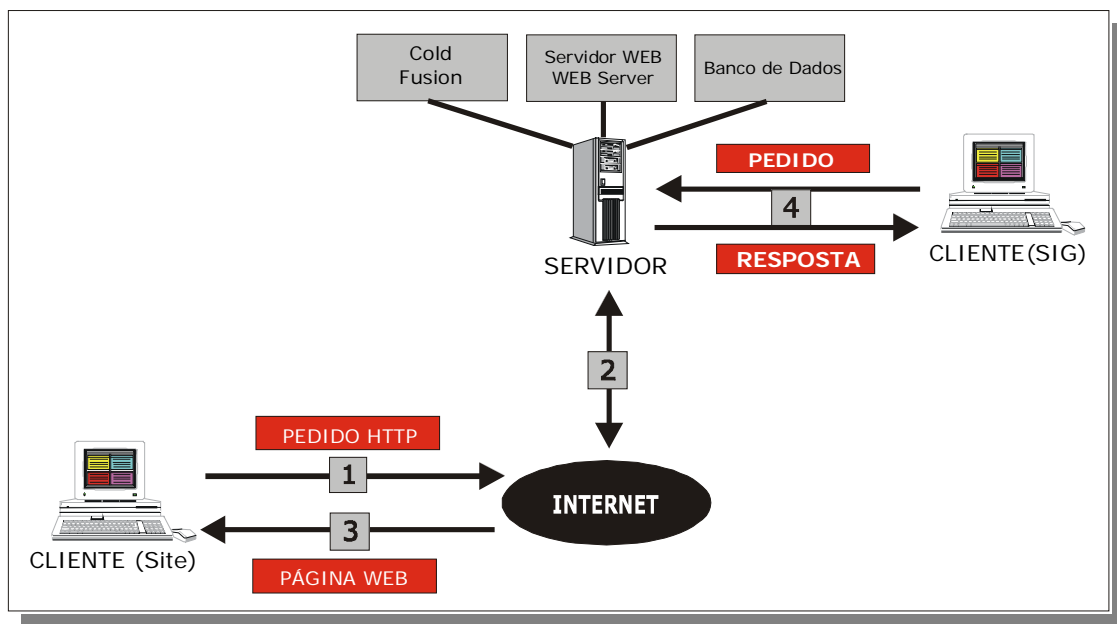 Cold
Fusion
Servidor WEB
WEB Server
Banco de Dados
PEDIDO
4
RESPOSTA
CLIENTE(SIG)
SERVIDOR
2
PEDIDO HTTP
1
INTERNET
3
CLIENTE (Site)
PÁGINA WEB